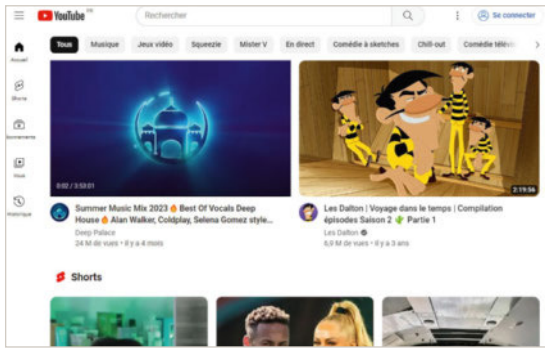 YouTube
Rechercher
Se connecter
Tous
Musique
Jeux vidéo
Squeezie
Mister V
En direct
Comédie à sketches
Chill-out
Comédie télévis
Accueil
Shorts
Abonnements
Vous
Historique
0:02 / 3:53:01
2:19:56
Summer Music Mix 2023 🔥 Best Of Vocals Deep
House 🔥 Alan Walker, Coldplay, Selena Gomez style...
Deep Palace
24 M de vues • il y a 4 mois
Les Dalton | Voyage dans le temps | Compilation
épisodes Saison 2 🌵 Partie 1
Les Dalton
6,9 M de vues • il y a 3 ans
Shorts